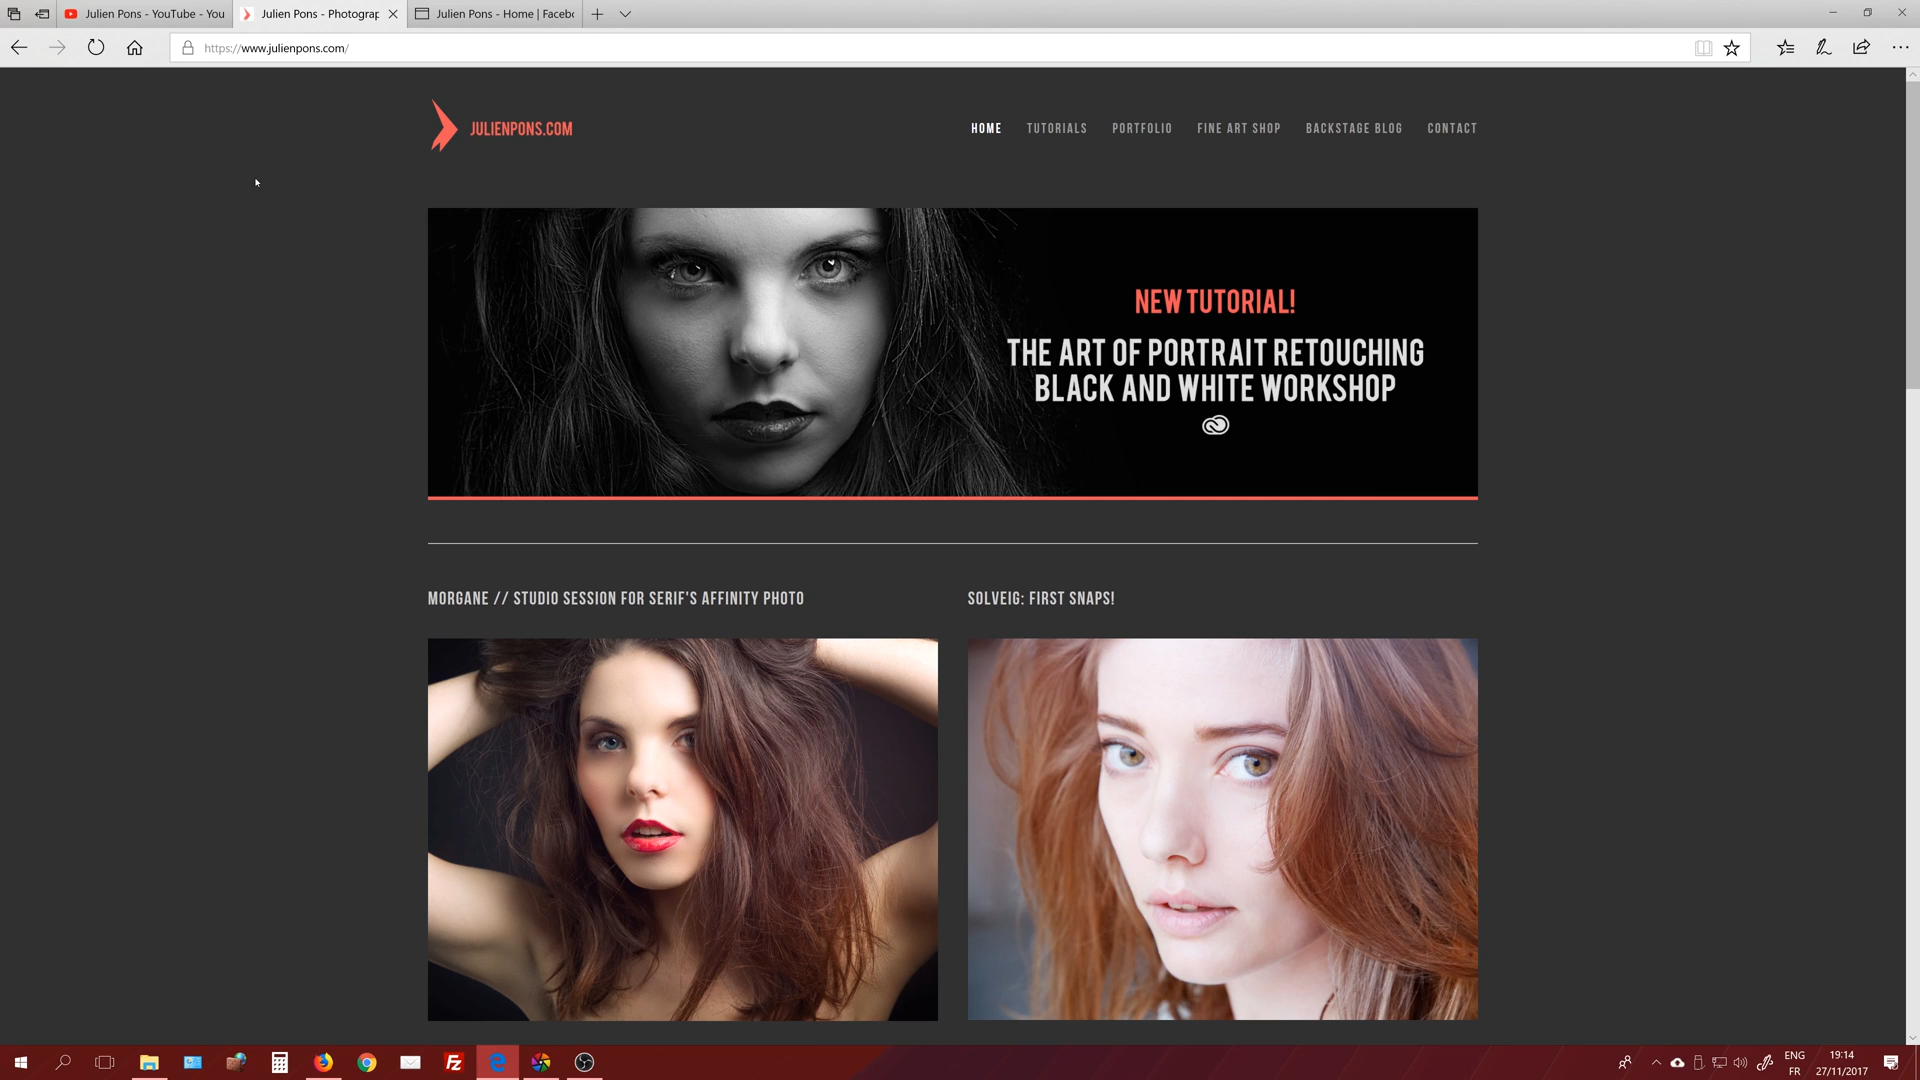 Julien Pons - YouTube - You
Julien Pons - Photograp
Julien Pons - Home | Facebo
https://www.julienpons.com/
JULIENPONS.COM
HOME TUTORIALS PORTFOLIO FINE ART SHOP BACKSTAGE BLOG CONTACT
NEW TUTORIAL!
THE ART OF PORTRAIT RETOUCHING
BLACK AND WHITE WORKSHOP
MORGANE // STUDIO SESSION FOR SERIF'S AFFINITY PHOTO
SOLVEIG: FIRST SNAPS!
Fz
ENG
FR
19:14
27/11/2017